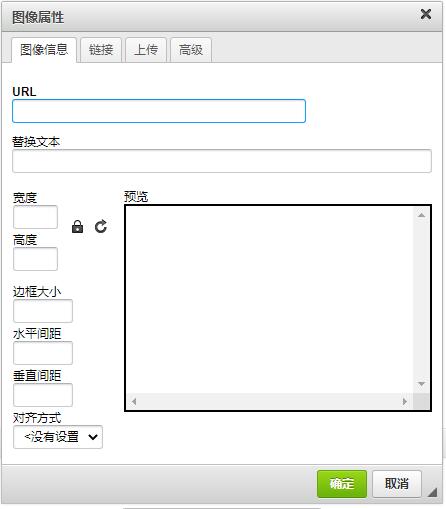 图像属性
图像信息 链接 上传 高级
URL
替换文本
宽度
预览
高度
边框大小
水平间距
垂直间距
对齐方式
<没有设置
确定 取消